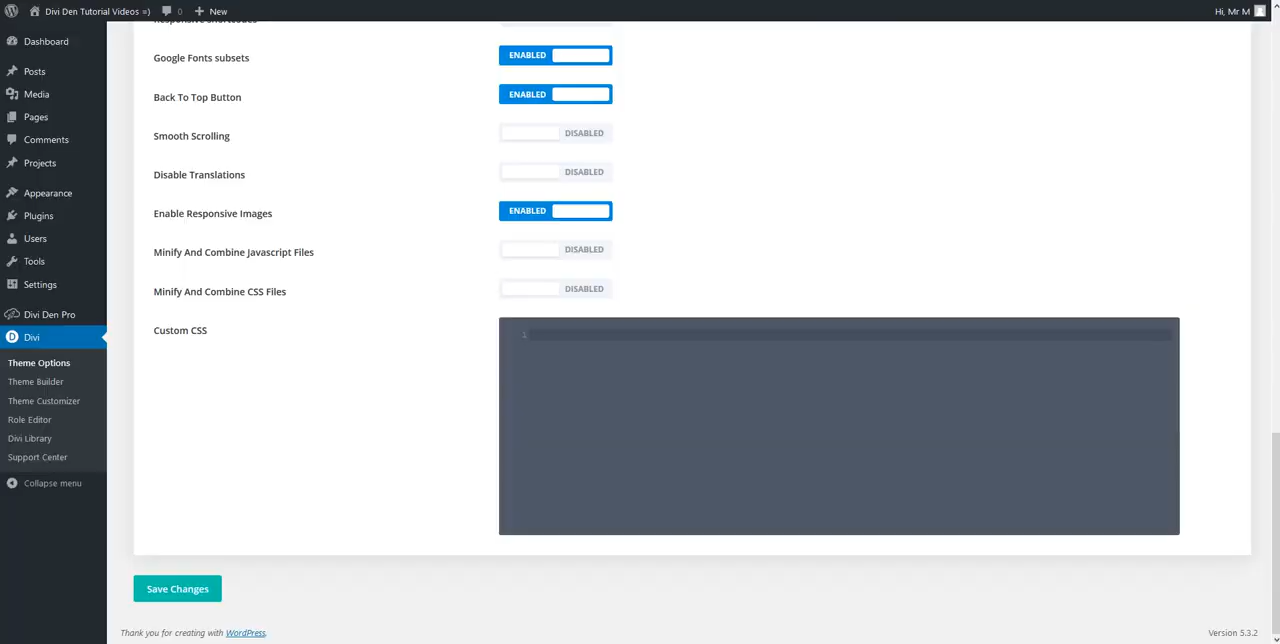 Divi Den Tutorial Videos =)
0
New
Hi, Mr M
Dashboard
Posts
Media
Pages
Comments
Projects
Appearance
Plugins
Users
Tools
Settings
Divi Den Pro
Divi
Theme Options
Theme Builder
Theme Customizer
Role Editor
Divi Library
Support Center
Collapse menu
Responsive Shortcodes
Google Fonts subsets
ENABLED
Back To Top Button
ENABLED
Smooth Scrolling
DISABLED
Disable Translations
DISABLED
Enable Responsive Images
ENABLED
Minify And Combine Javascript Files
DISABLED
Minify And Combine CSS Files
DISABLED
Custom CSS
1
Save Changes
Thank you for creating with WordPress.
Version 5.3.2